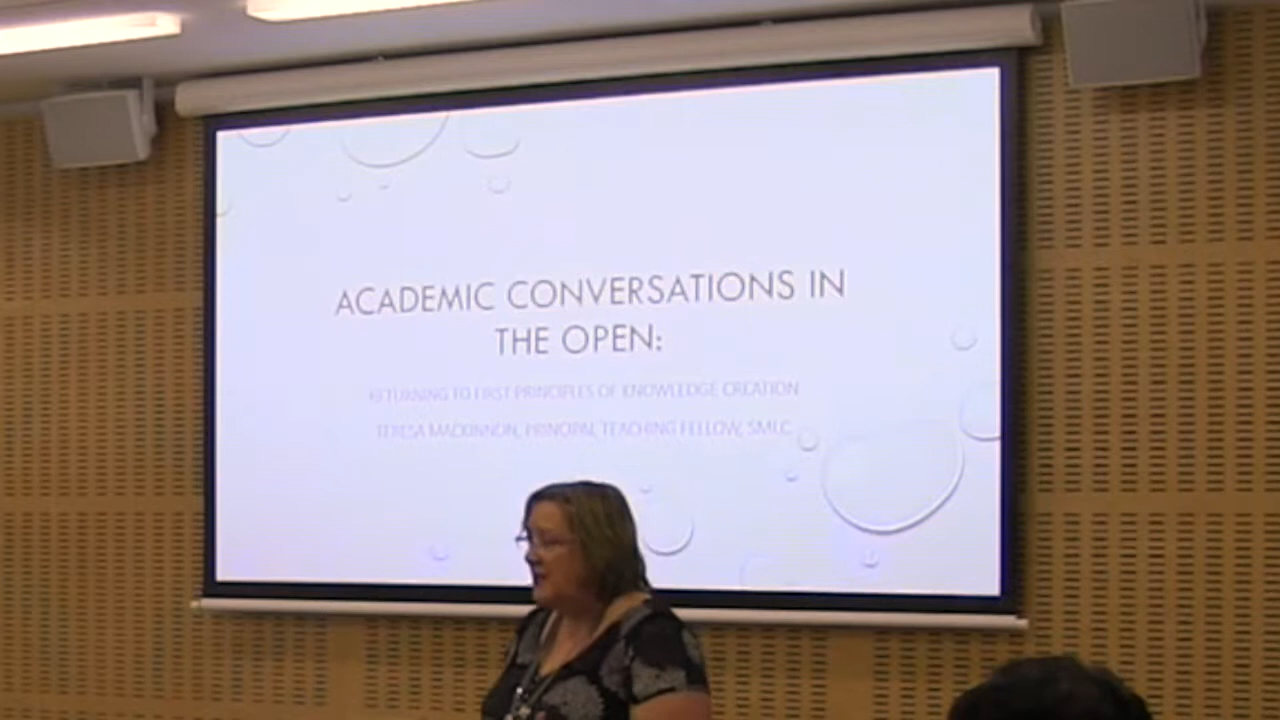 ACADEMIC CONVERSATIONS IN
THE OPEN:
RETURNING TO FIRST PRINCIPLES OF KNOWLEDGE CREATION
TERESA MACKINNON, PRINCIPAL TEACHING FELLOW, SMLC